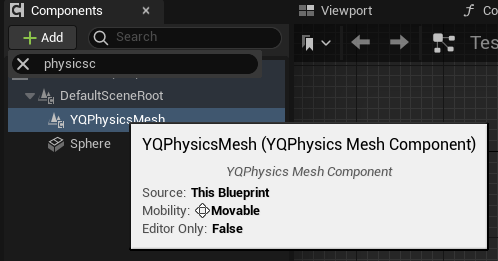 Components
Viewport
Co
Add
Search
Tes
physicsc
DefaultSceneRoot
YQPhysicsMesh
Sphere
YQPhysicsMesh (YQPhysics Mesh Component)
YQPhysics Mesh Component
Source: This Blueprint
Mobility: Movable
Editor Only: False